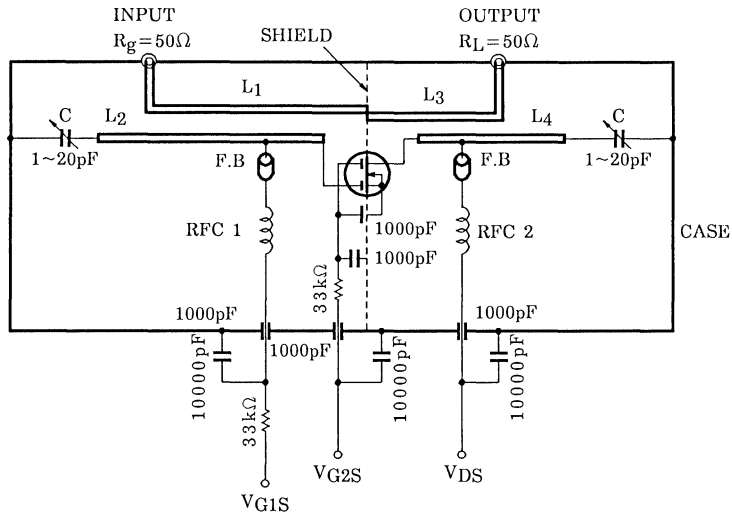 INPUT
Rg=50Ω
OUTPUT
RL=50Ω
SHIELD
L1
L3
C
L2
L4
C
1~20pF
F.B
F.B
1~20pF
RFC 1
1000pF
RFC 2
CASE
1000pF
33kΩ
1000pF
1000pF
1000pF
10000pF
10000pF
10000pF
33kΩ
VG2S
VDS
VG1S